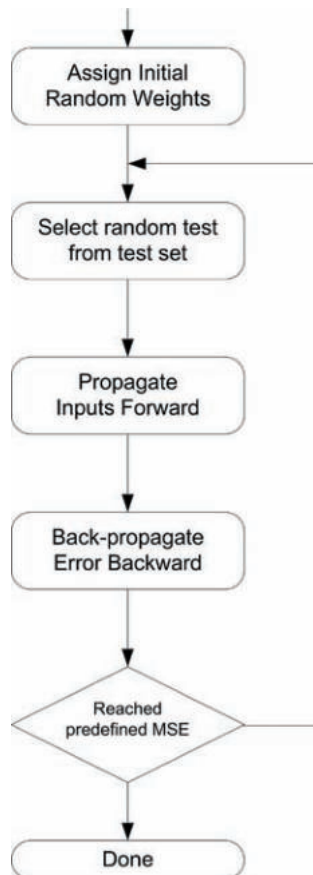 Assign Initial
Random Weights
Select random test
from test set
Propagate
Inputs Forward
Back-propagate
Error Backward
Reached
predefined MSE
Done